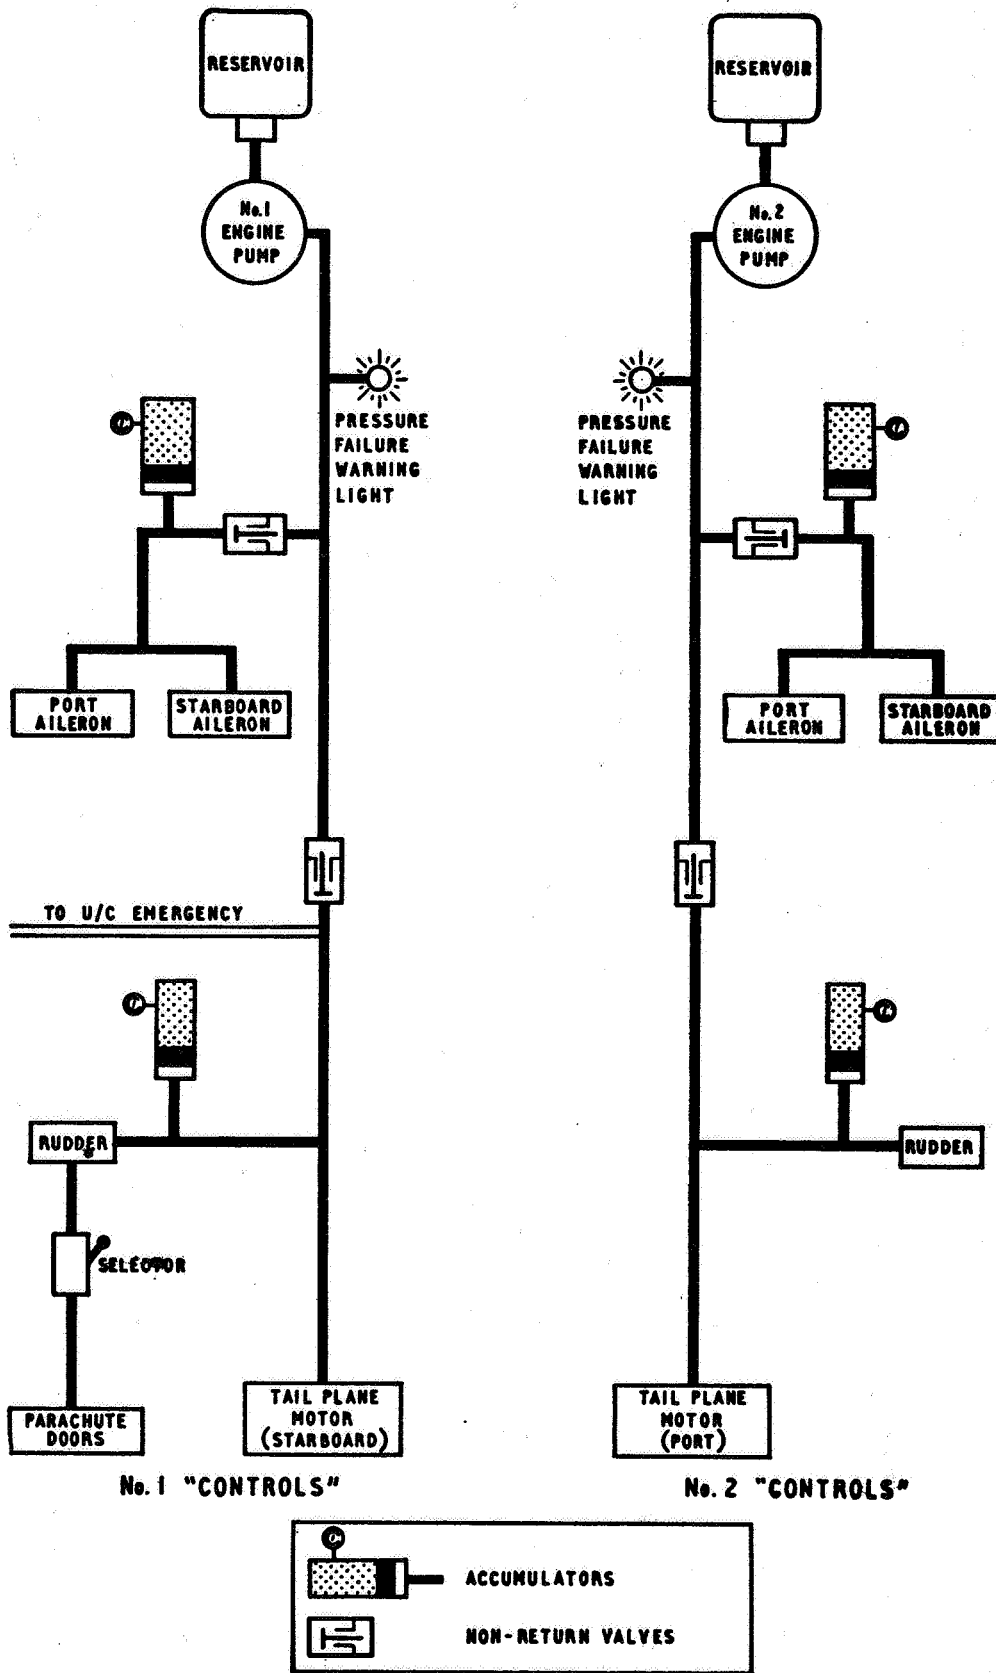 RESERVOIR
No.1
ENGINE
PUMP
PRESSURE
FAILURE
WARNING
LIGHT
PORT
AILERON
STARBOARD
AILERON
TO U/C EMERGENCY
RUDDER
SELECTOR
PARACHUTE
DOORS
TAIL PLANE
MOTOR
(STARBOARD)
No. 1 "CONTROLS"
RESERVOIR
No.2
ENGINE
PUMP
PRESSURE
FAILURE
WARNING
LIGHT
PORT
AILERON
STARBOARD
AILERON
RUDDER
TAIL PLANE
MOTOR
(PORT)
No. 2 "CONTROLS"
ACCUMULATORS
NON-RETURN VALVES